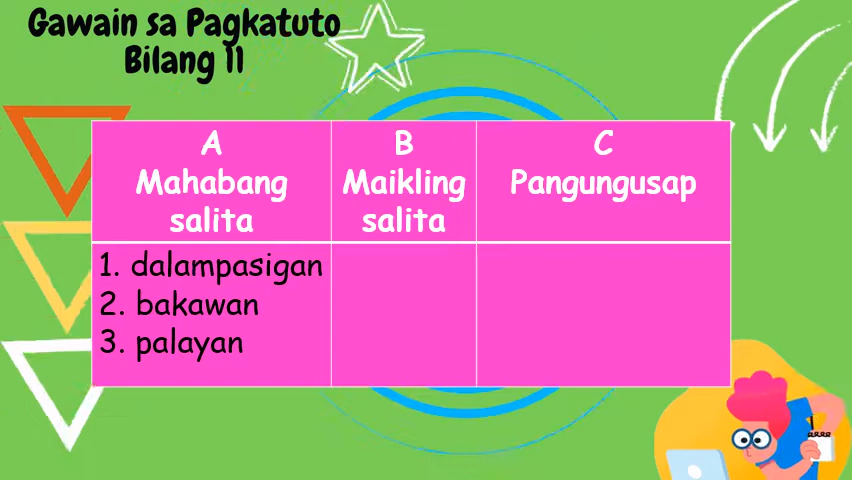 Gawain sa Pagkatuto
Bilang 11
A
Mahabang
salita
B
Maikling
salita
C
Pangungusap
1. dalampasigan
2. bakawan
3. palayan